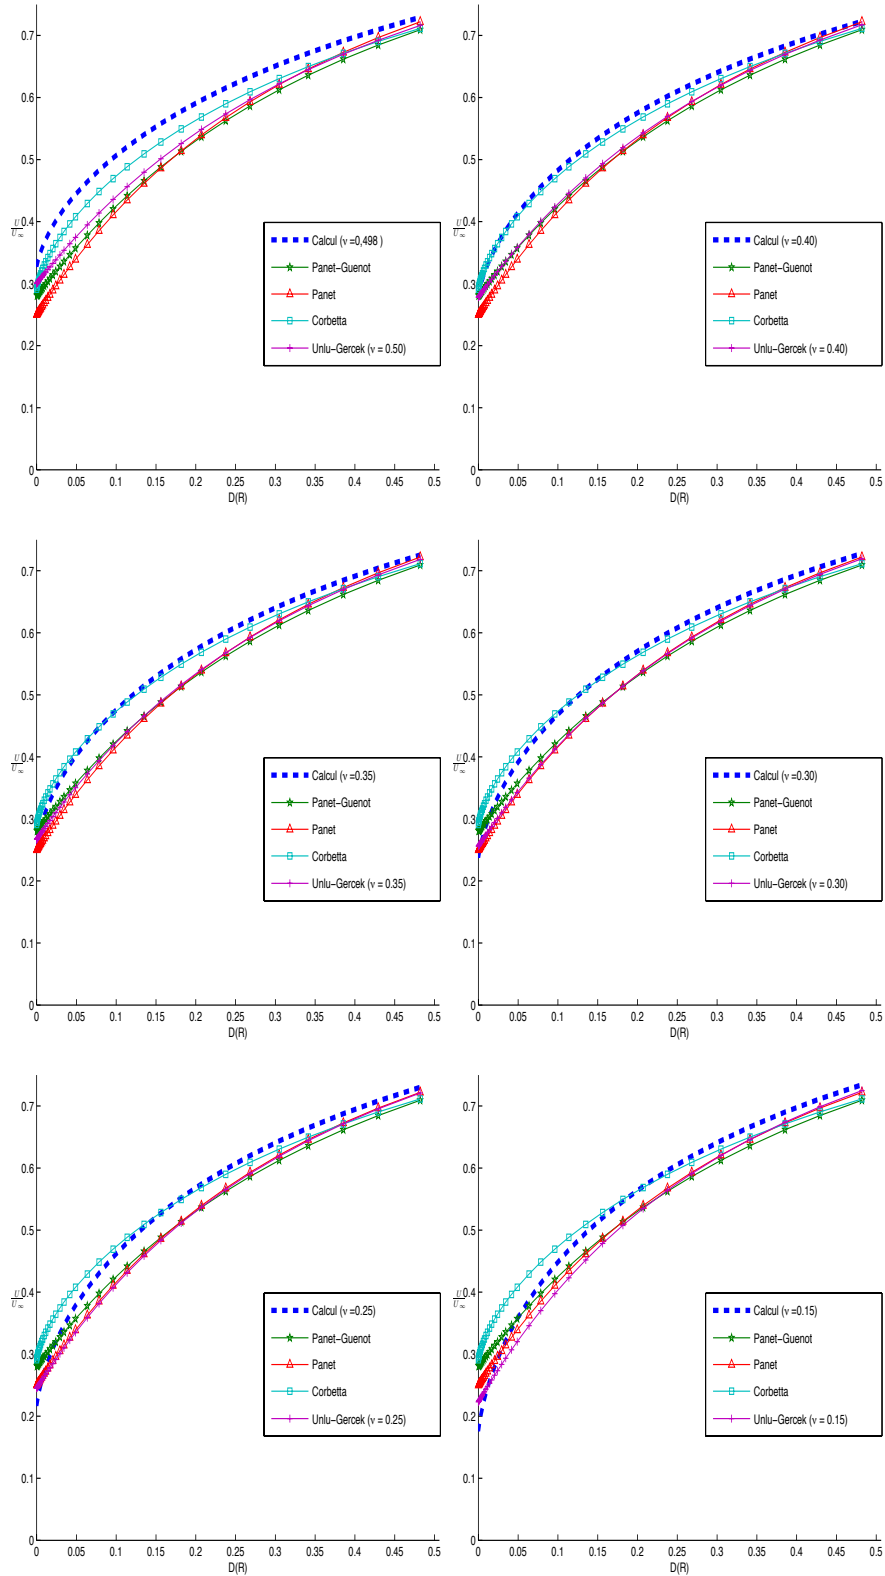 0.7
0.6
0.5
0.4
0.3
0.2
0.1
0
U
U∞
Calcul (ν =0,498 )
Panet-Guenot
Panet
Corbetta
Unlu-Gercek (ν = 0.50)
0 0.05 0.1 0.15 0.2 0.25 0.3 0.35 0.4 0.45 0.5
D(R)
0.7
0.6
0.5
0.4
0.3
0.2
0.1
0
U
U∞
Calcul (ν =0.40)
Panet-Guenot
Panet
Corbetta
Unlu-Gercek (ν = 0.40)
0 0.05 0.1 0.15 0.2 0.25 0.3 0.35 0.4 0.45 0.5
D(R)
0.7
0.6
0.5
0.4
0.3
0.2
0.1
0
U
U∞
Calcul (ν =0.35)
Panet-Guenot
Panet
Corbetta
Unlu-Gercek (ν = 0.35)
0 0.05 0.1 0.15 0.2 0.25 0.3 0.35 0.4 0.45 0.5
D(R)
0.7
0.6
0.5
0.4
0.3
0.2
0.1
0
U
U∞
Calcul (ν =0.30)
Panet-Guenot
Panet
Corbetta
Unlu-Gercek (ν = 0.30)
0 0.05 0.1 0.15 0.2 0.25 0.3 0.35 0.4 0.45 0.5
D(R)
0.7
0.6
0.5
0.4
0.3
0.2
0.1
0
U
U∞
Calcul (ν =0.25)
Panet-Guenot
Panet
Corbetta
Unlu-Gercek (ν = 0.25)
0 0.05 0.1 0.15 0.2 0.25 0.3 0.35 0.4 0.45 0.5
D(R)
0.7
0.6
0.5
0.4
0.3
0.2
0.1
0
U
U∞
Calcul (ν =0.15)
Panet-Guenot
Panet
Corbetta
Unlu-Gercek (ν = 0.15)
0 0.05 0.1 0.15 0.2 0.25 0.3 0.35 0.4 0.45 0.5
D(R)